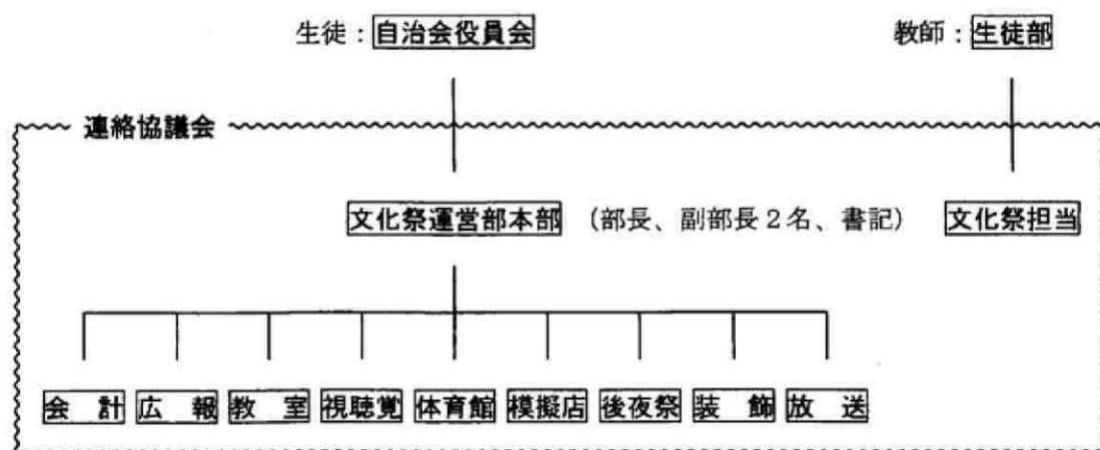 生徒：自治会役員会 教師：生徒部
連絡協議会
文化祭運営部本部 (部長、副部長2名、書記) 文化祭担当
会計 広報 教室 視聴覚 体育館 模擬店 後夜祭 装飾 放送